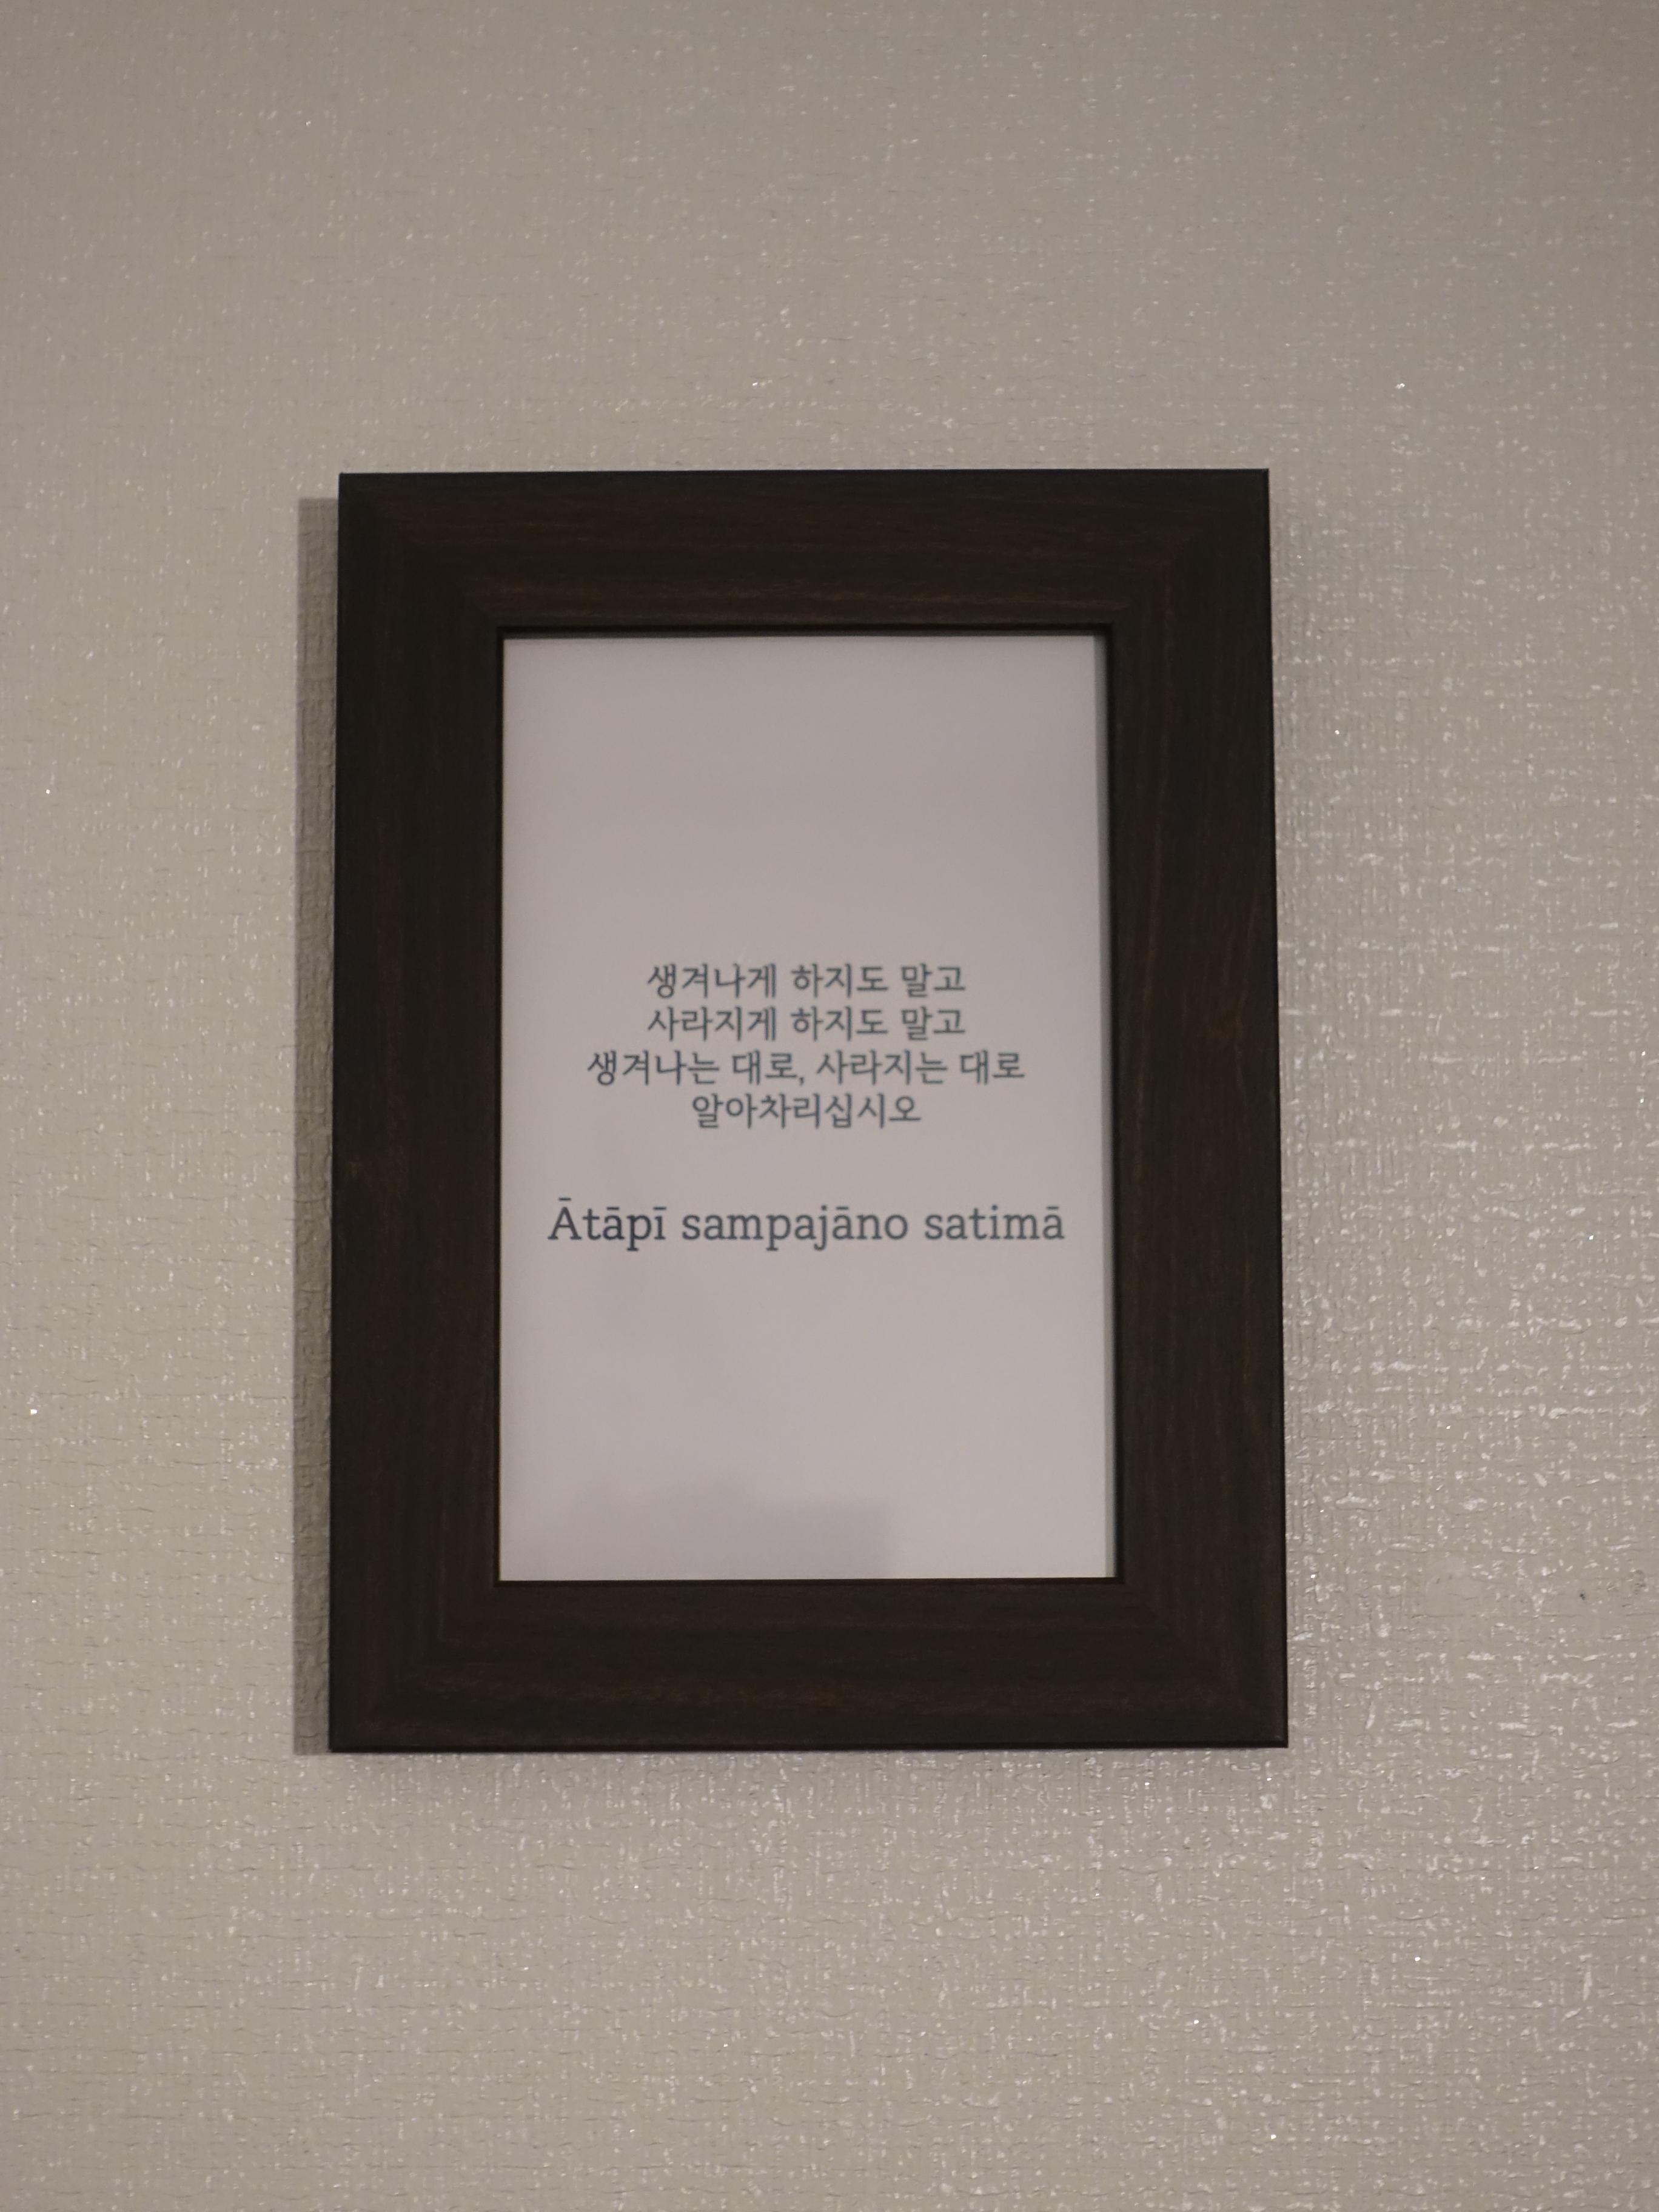 생겨나게 하지도 말고
사라지게 하지도 말고
생겨나는 대로, 사라지는 대로
알아차리십시오
Ātāpī sampajāno satimā